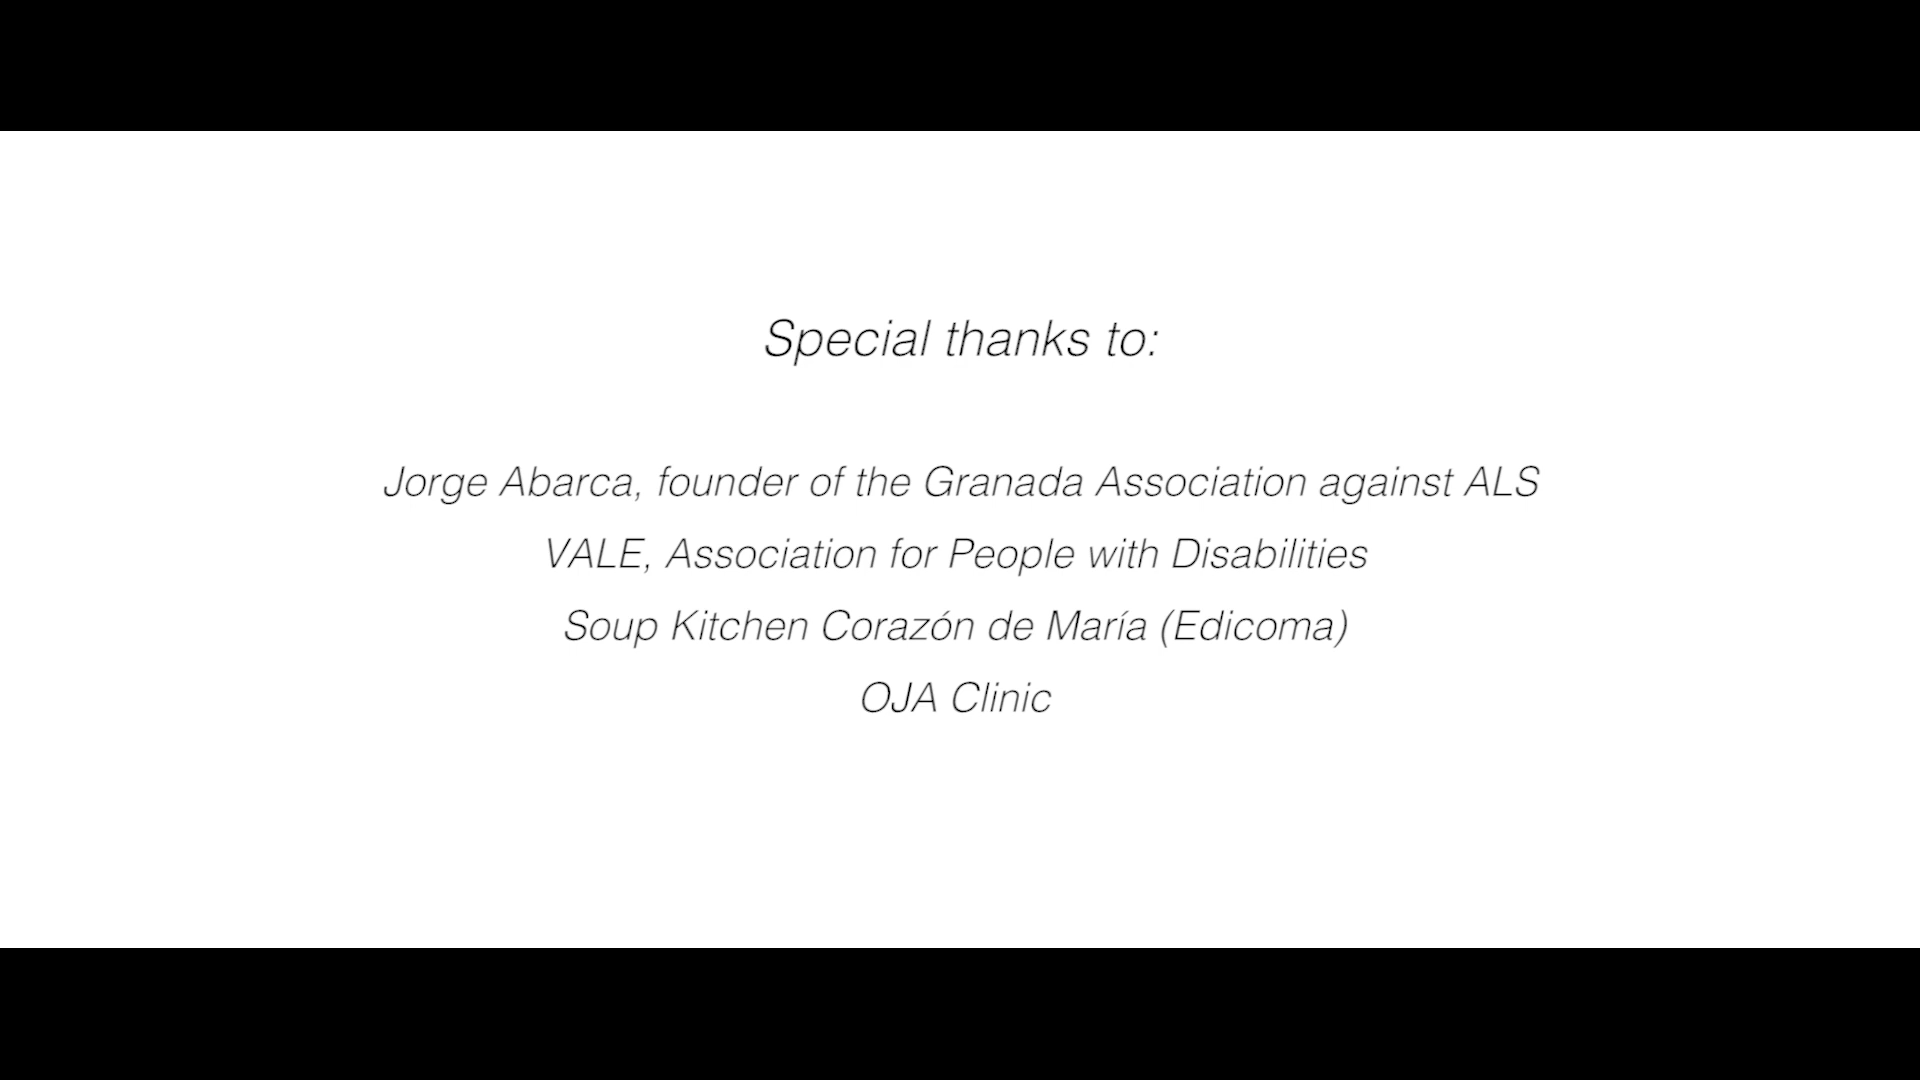 Special thanks to:
Jorge Abarca, founder of the Granada Association against ALS
VALE, Association for People with Disabilities
Soup Kitchen Corazón de María (Edicoma)
OJA Clinic